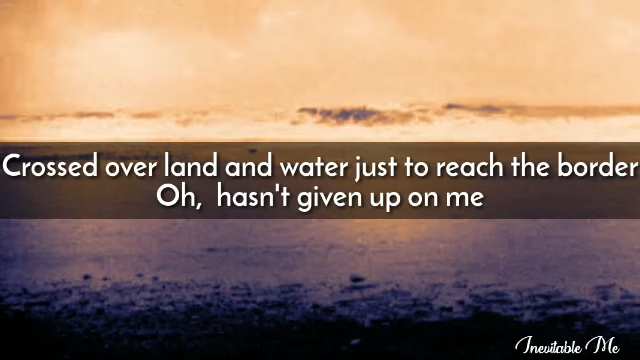 Crossed over land and water just to reach the border
Oh,  hasn't given up on me
Inevitable Me